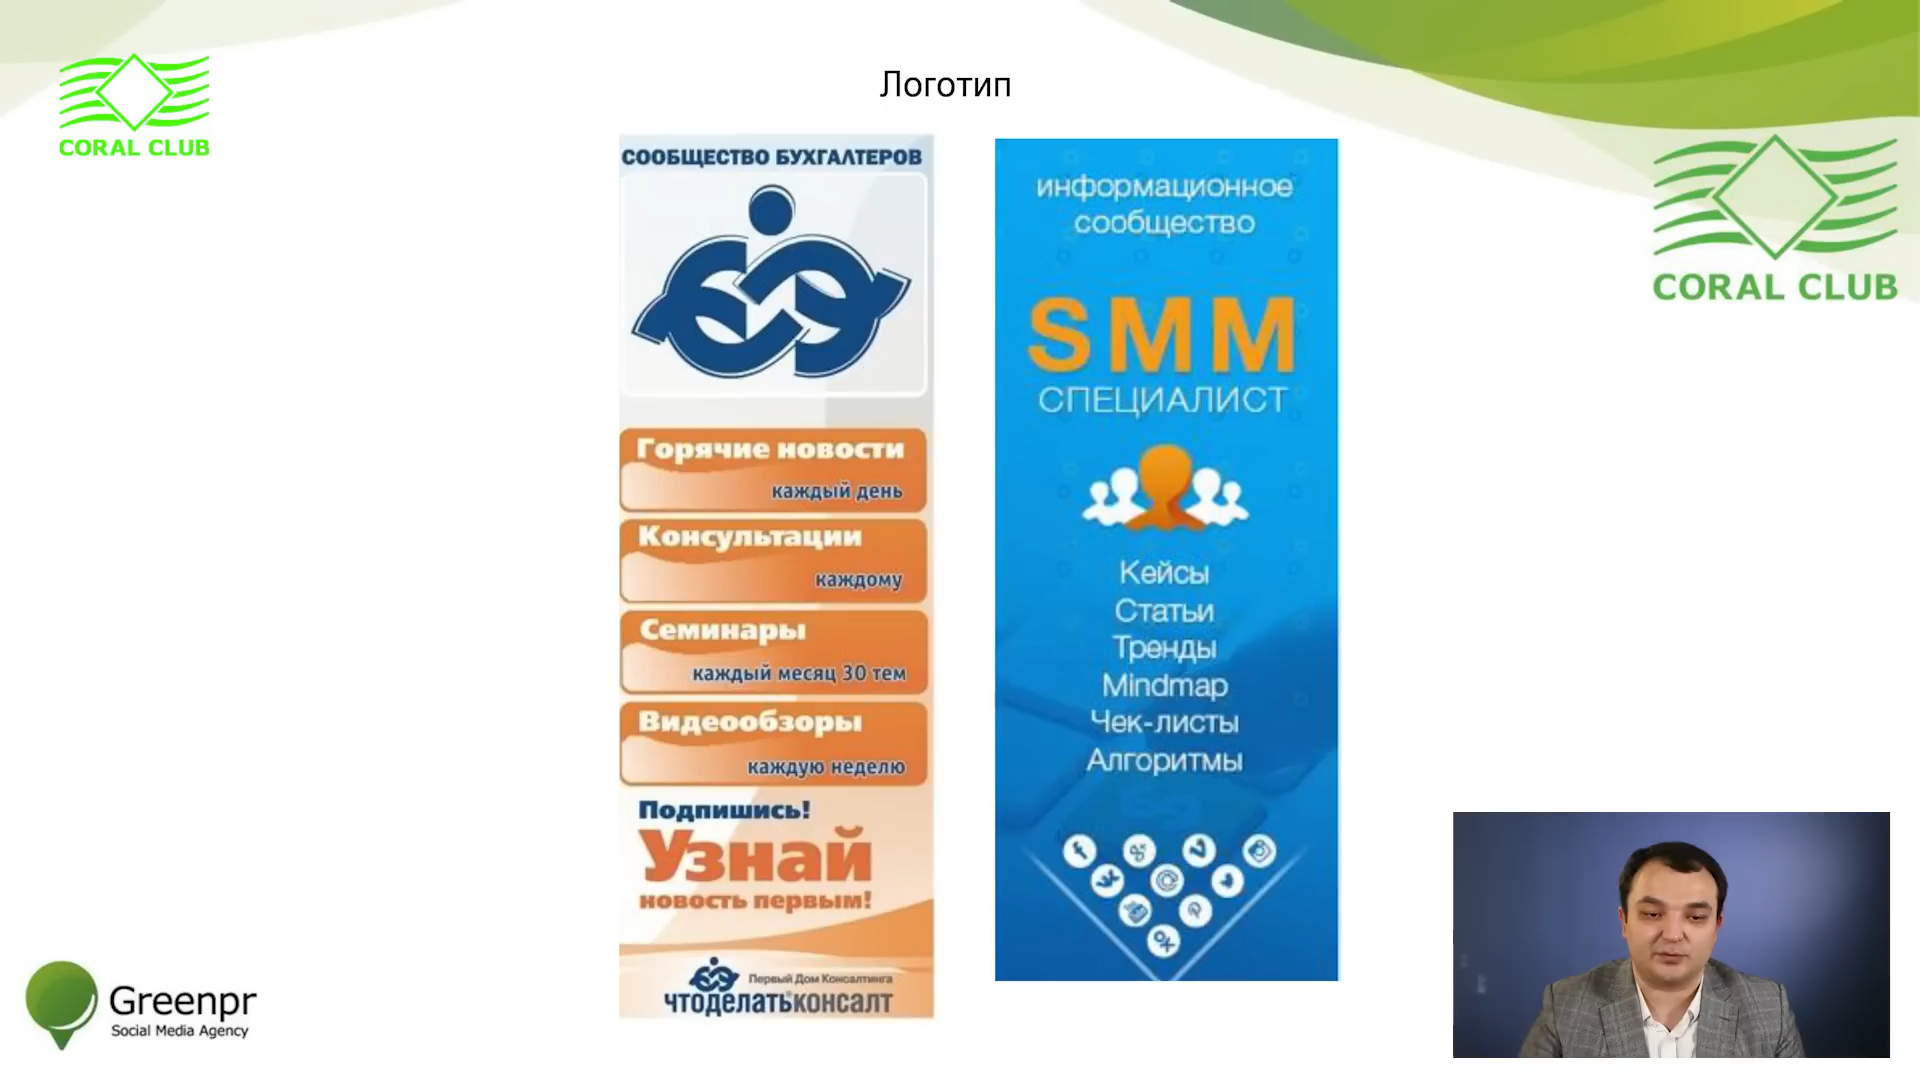 Логотип
CORAL CLUB
CORAL CLUB
СООБЩЕСТВО БУХГАЛТЕРОВ
Горячие новости
каждый день
Консультации
каждому
Семинары
каждый месяц 30 тем
Видеообзоры
каждую неделю
Подпишись!
Узнай
новость первым!
Первый Дом Консалтинга
чтоделатьконсалт
информационное
сообщество
SMM
СПЕЦИАЛИСТ
Кейсы
Статьи
Тренды
Mindmap
Чек-листы
Алгоритмы
Greenpr
Social Media Agency